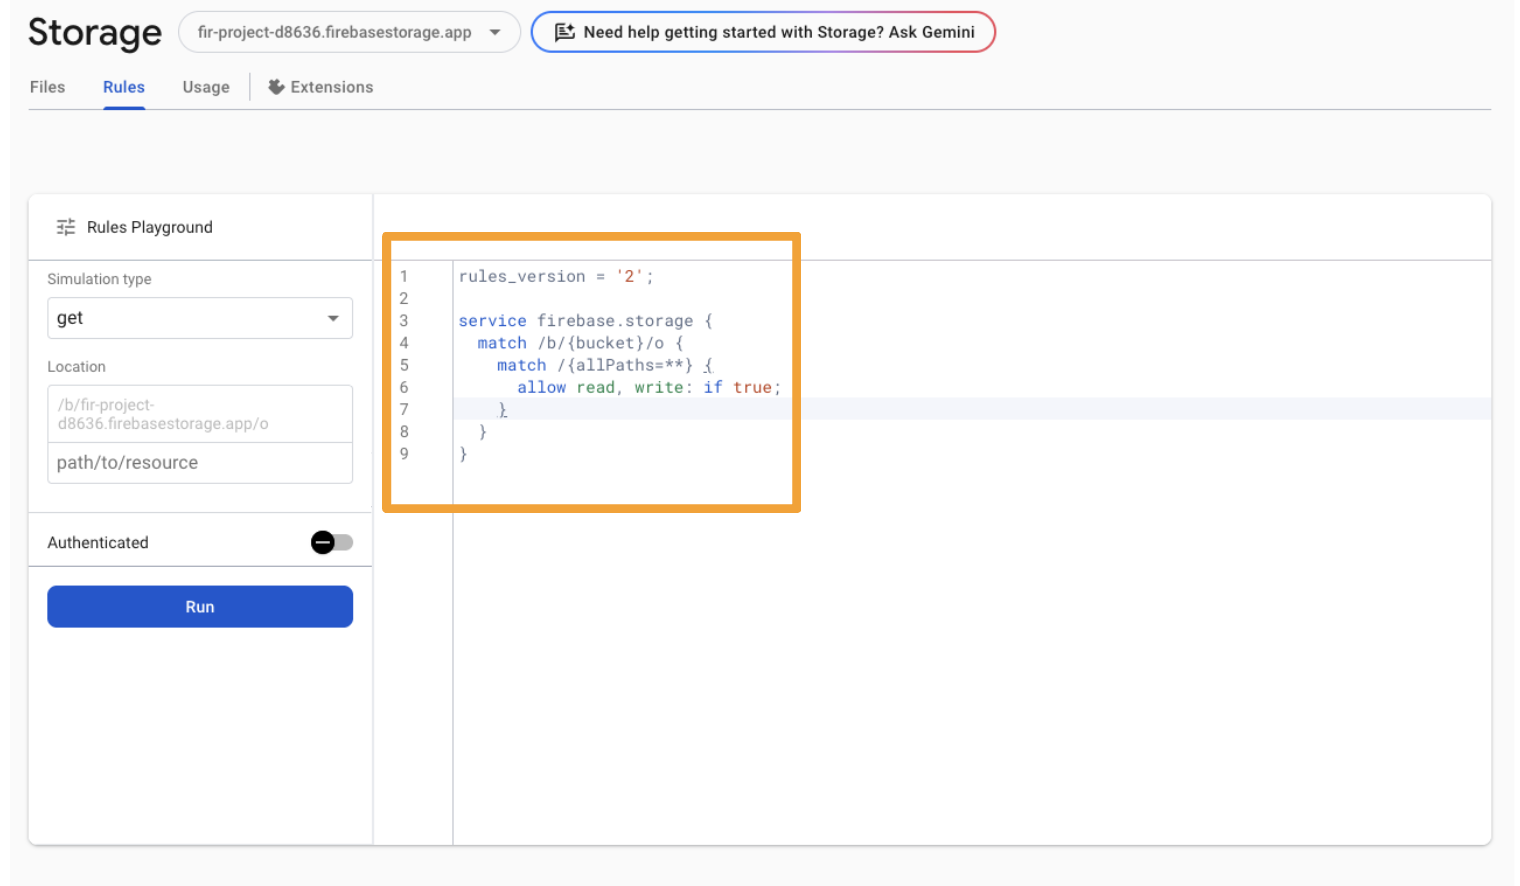 Storage
fir-project-d8636.firebasestorage.app
Need help getting started with Storage? Ask Gemini
Files
Rules
Usage
Extensions
Rules Playground
Simulation type
get
Location
/b/fir-project-
d8636.firebasestorage.app/o
path/to/resource
Authenticated
Run
1 rules_version = '2';
2
3 service firebase.storage {
4 match /b/{bucket}/o {
5 match /{allPaths=**} {
6 allow read, write: if true;
7 }
8 }
9 }